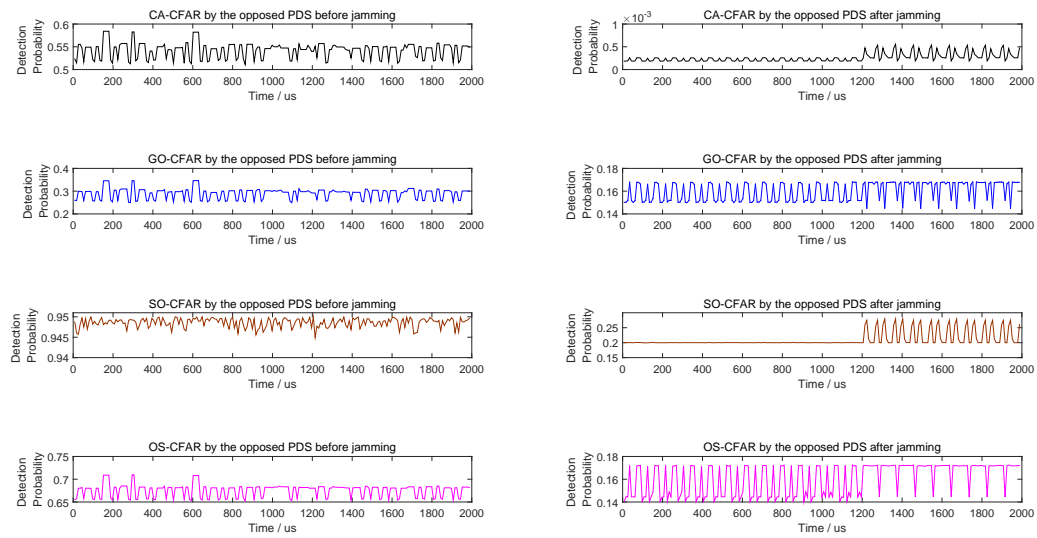 CA-CFAR by the opposed PDS before jamming
0.6
0.55
0.5
Detection
Probability
0 200 400 600 800 1000 1200 1400 1600 1800 2000
Time / us
CA-CFAR by the opposed PDS after jamming
×10⁻³
1
0.5
0
Detection
Probability
0 200 400 600 800 1000 1200 1400 1600 1800 2000
Time / us
GO-CFAR by the opposed PDS before jamming
0.4
0.3
0.2
Detection
Probability
0 200 400 600 800 1000 1200 1400 1600 1800 2000
Time / us
GO-CFAR by the opposed PDS after jamming
0.18
0.16
0.14
Detection
Probability
0 200 400 600 800 1000 1200 1400 1600 1800 2000
Time / us
SO-CFAR by the opposed PDS before jamming
0.95
0.945
0.94
Detection
Probability
0 200 400 600 800 1000 1200 1400 1600 1800 2000
Time / us
SO-CFAR by the opposed PDS after jamming
0.25
0.2
0.15
Detection
Probability
0 200 400 600 800 1000 1200 1400 1600 1800 2000
Time / us
OS-CFAR by the opposed PDS before jamming
0.75
0.7
0.65
Detection
Probability
0 200 400 600 800 1000 1200 1400 1600 1800 2000
Time / us
OS-CFAR by the opposed PDS after jamming
0.18
0.16
0.14
Detection
Probability
0 200 400 600 800 1000 1200 1400 1600 1800 2000
Time / us